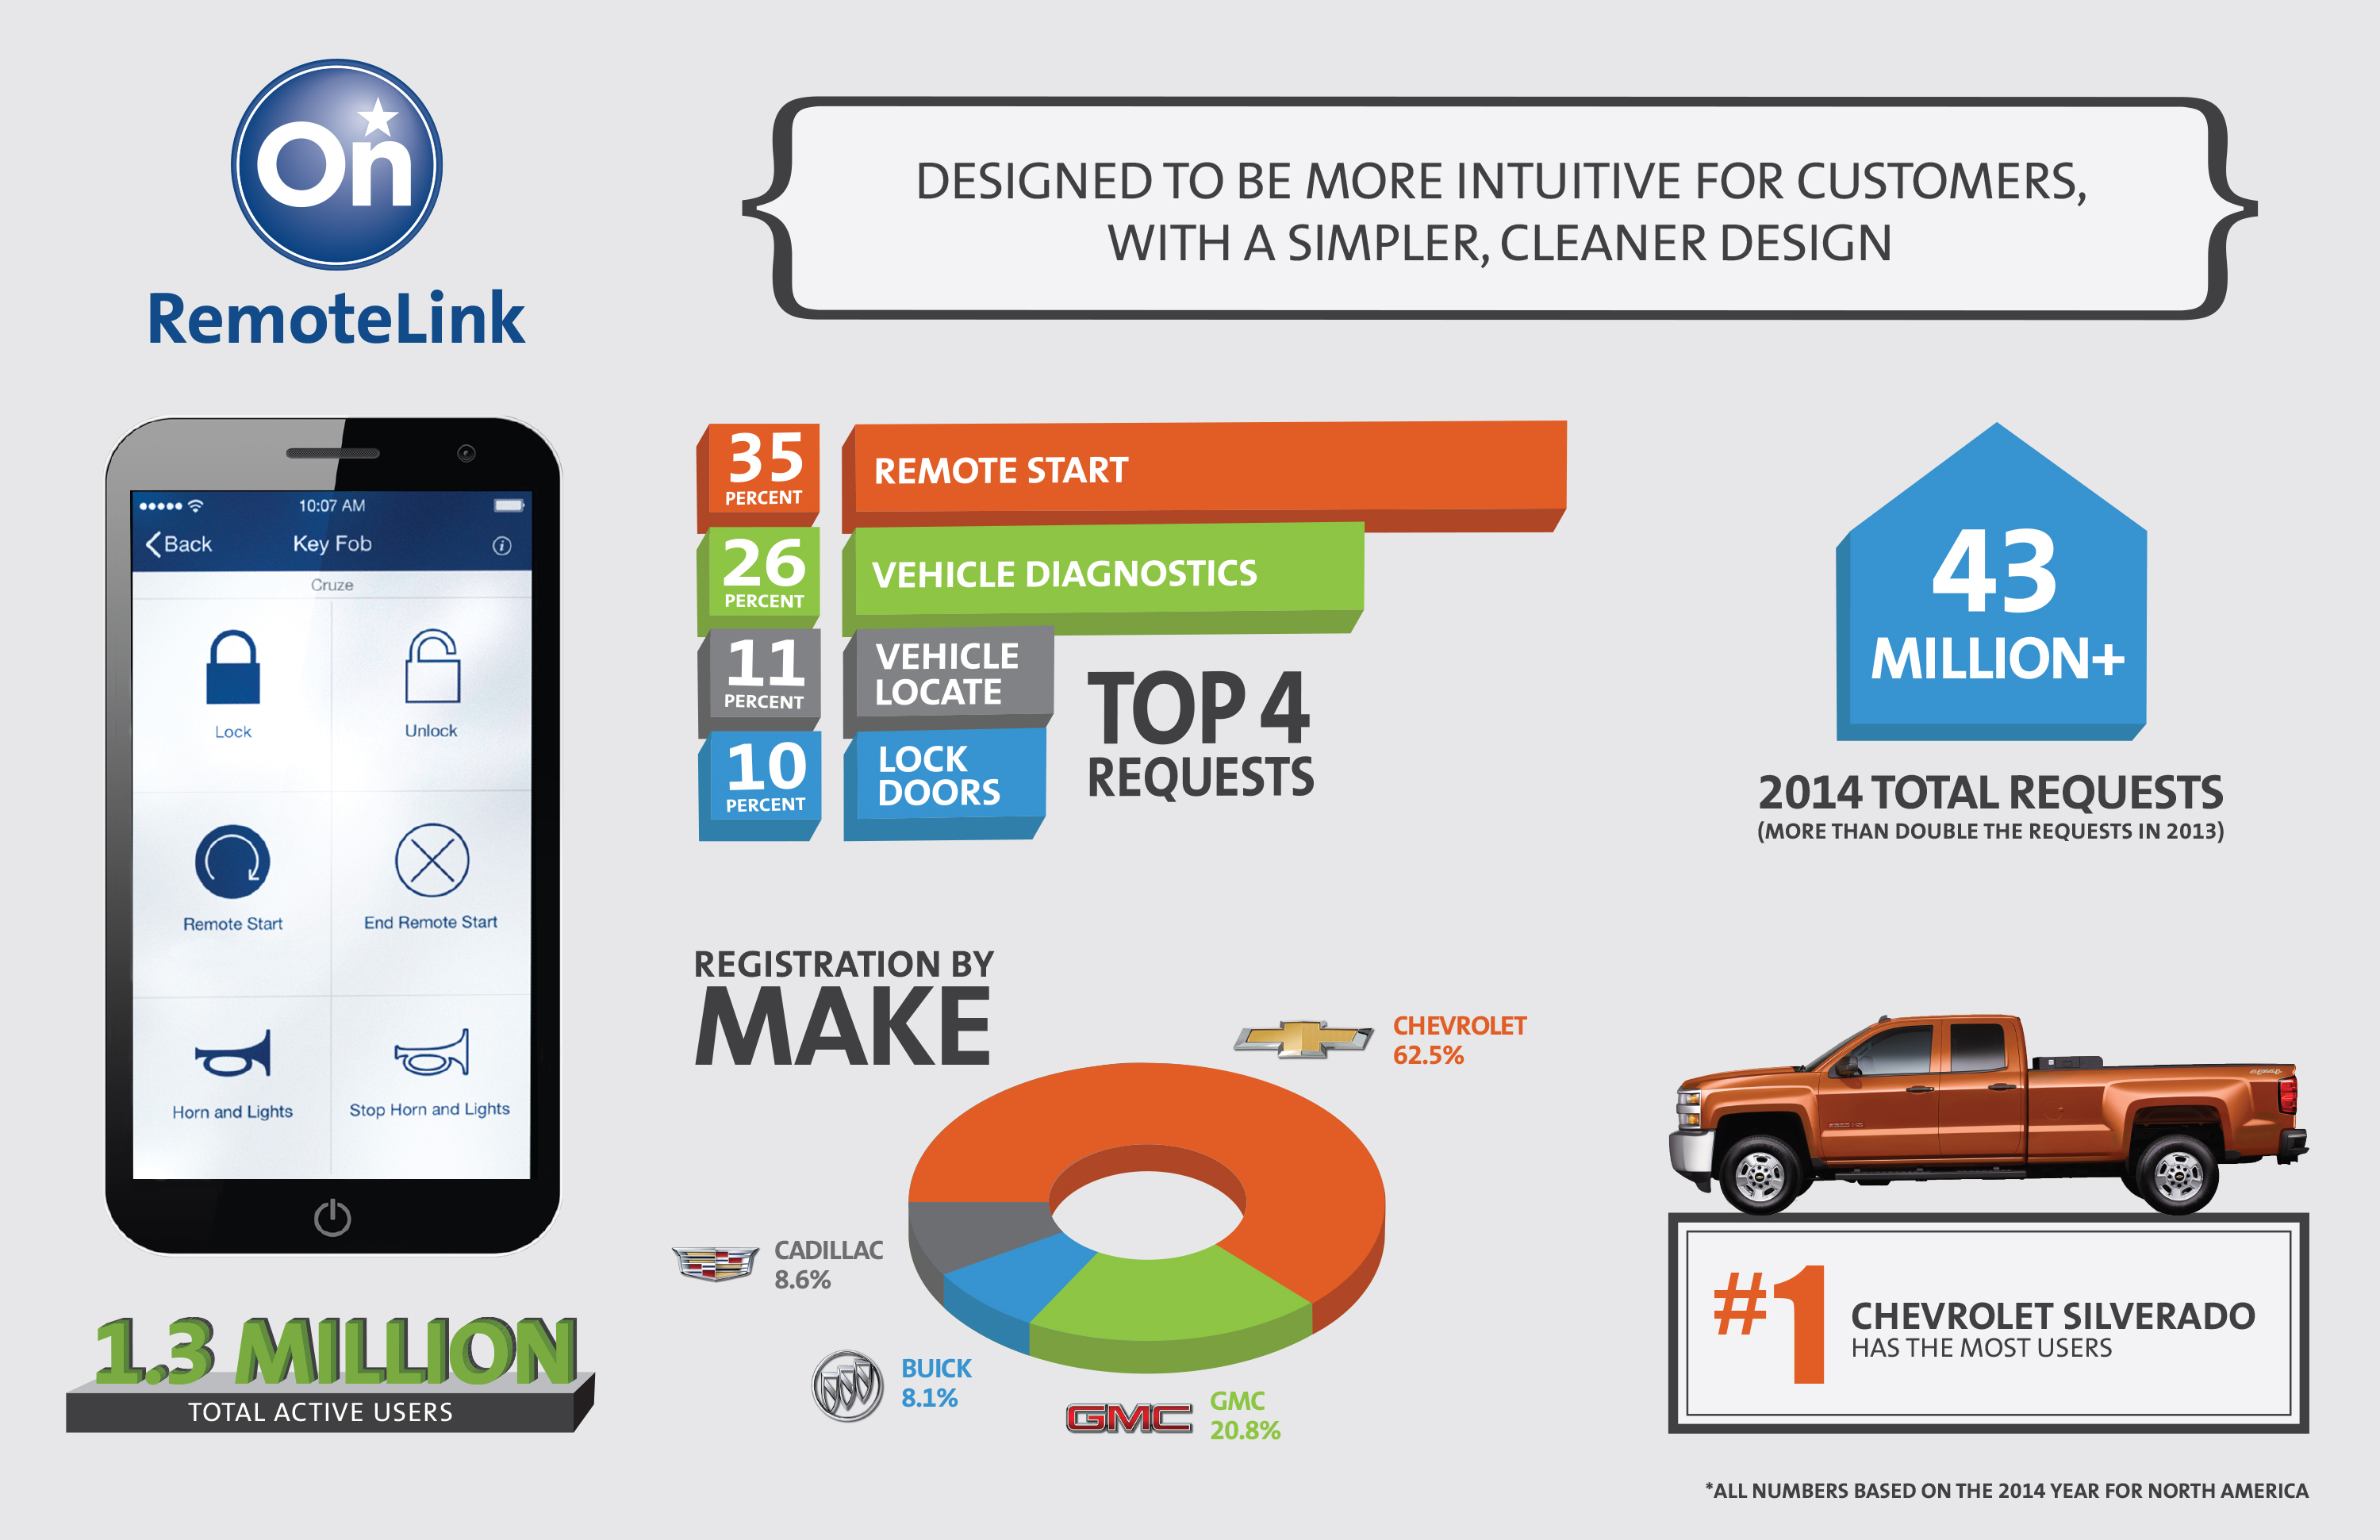 On
RemoteLink
DESIGNED TO BE MORE INTUITIVE FOR CUSTOMERS,
WITH A SIMPLER, CLEANER DESIGN
10:07 AM
Back
Key Fob
Cruze
Lock
Unlock
Remote Start
End Remote Start
Horn and Lights
Stop Horn and Lights
1.3 MILLION
TOTAL ACTIVE USERS
35
PERCENT
REMOTE START
26
PERCENT
VEHICLE DIAGNOSTICS
11
PERCENT
VEHICLE
LOCATE
10
PERCENT
LOCK
DOORS
TOP 4
REQUESTS
43
MILLION+
2014 TOTAL REQUESTS
(MORE THAN DOUBLE THE REQUESTS IN 2013)
REGISTRATION BY
MAKE
CHEVROLET
62.5%
CADILLAC
8.6%
BUICK
8.1%
GMC
GMC
20.8%
#1
CHEVROLET SILVERADO
HAS THE MOST USERS
*ALL NUMBERS BASED ON THE 2014 YEAR FOR NORTH AMERICA